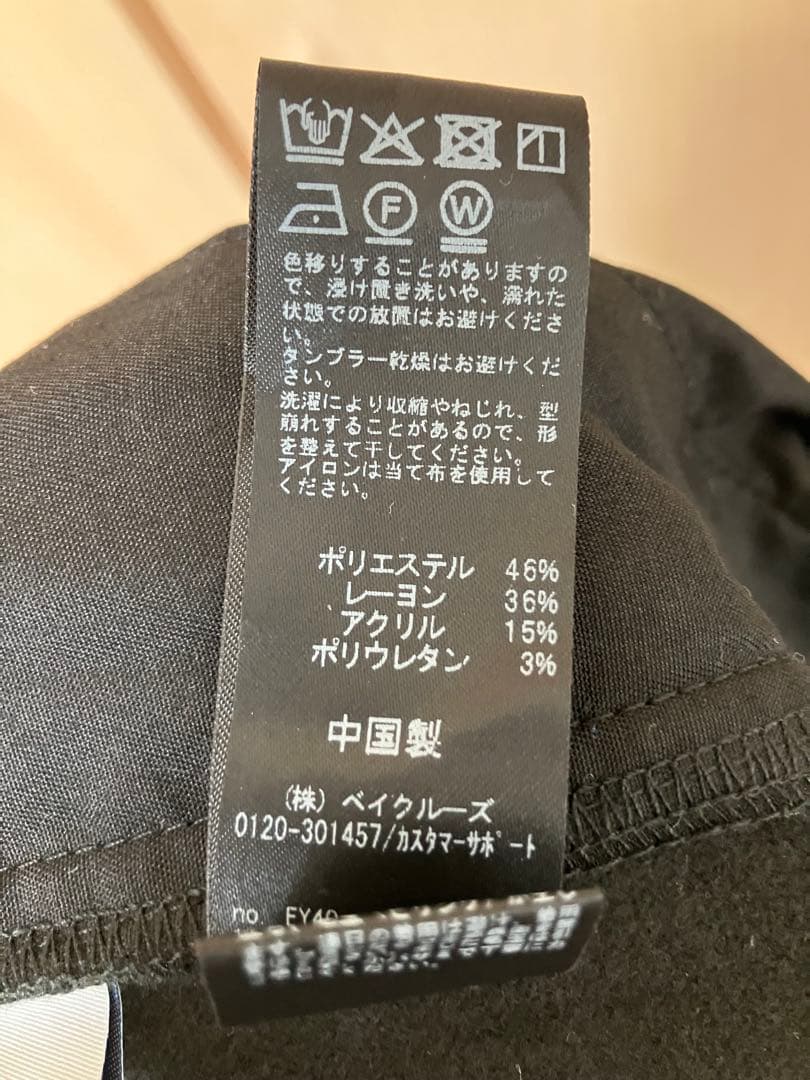 F W
色移りすることがありますの
で、浸け置き洗いや、濡れた
状態での放置はお避けくださ
い。
タンブラー乾燥はお避けくだ
さい。
洗濯により収縮やねじれ、型
崩れすることがあるので、形
を整えて干してください。
アイロンは当て布を使用して
ください。
ポリエステル 46%
レーヨン 36%
アクリル 15%
ポリウレタン 3%
中国製
(株) ベイクルーズ
0120-301457/カスタマーサポート
no. EY40